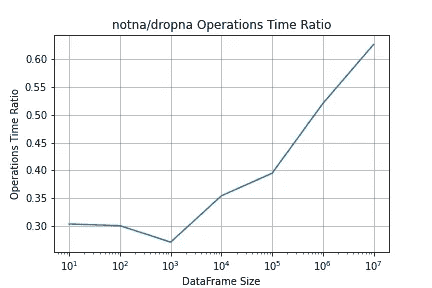 notna/dropna Operations Time Ratio
Operations Time Ratio
0.60
0.55
0.50
0.45
0.40
0.35
0.30
10¹ 10² 10³ 10⁴ 10⁵ 10⁶ 10⁷
DataFrame Size